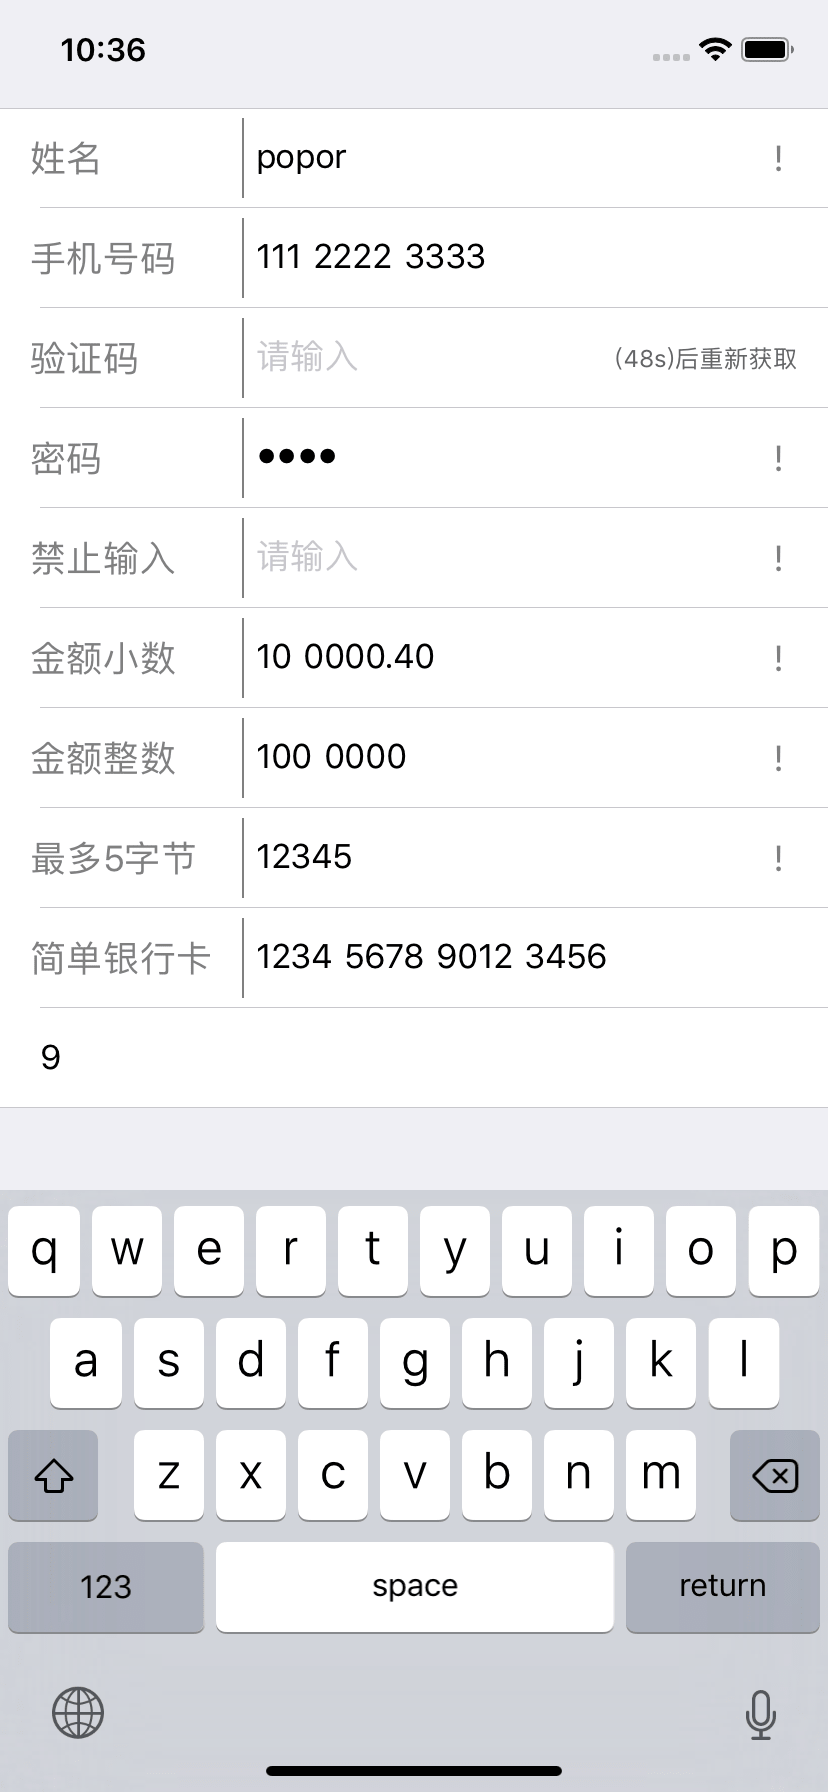 10:36
姓名 popor !
手机号码 111 2222 3333
验证码 请输入 (48s)后重新获取
密码 •••• !
禁止输入 请输入 !
金额小数 10 0000.40 !
金额整数 100 0000 !
最多5字节 12345 !
简单银行卡 1234 5678 9012 3456
9
q w e r t y u i o p
a s d f g h j k l
z x c v b n m
123 space return